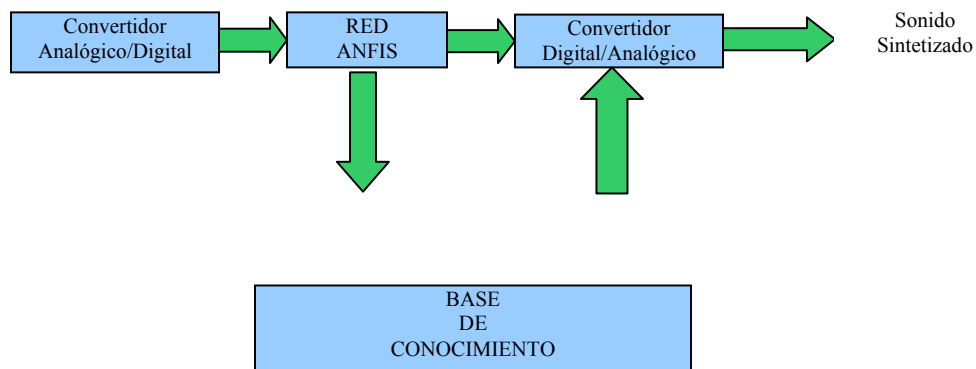 Convertidor
Analógico/Digital
RED
ANFIS
Convertidor
Digital/Analógico
Sonido
Sintetizado
BASE
DE
CONOCIMIENTO